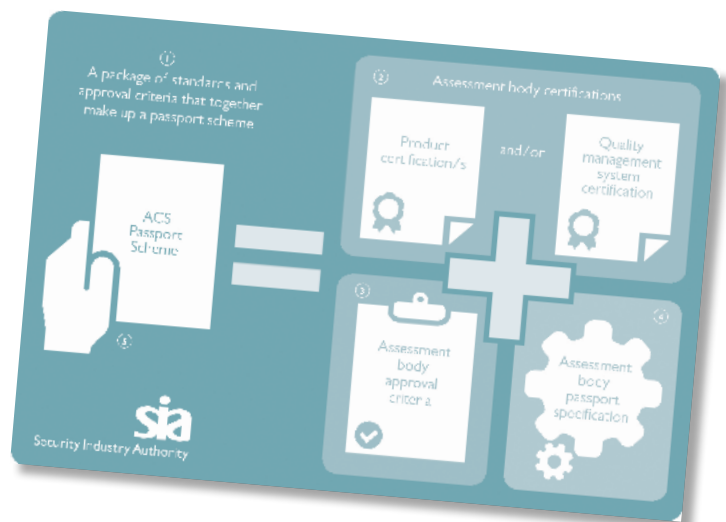 1
A package of standards and
approval criteria that together
make up a passport scheme
ACS
Passport
Scheme
5
sia
Security Industry Authority
2
Assessment body certifications
Product
certification/s
and/or
Quality
management
system
certification
3
Assessment
body
approval
criteria
4
Assessment
body
passport
specification